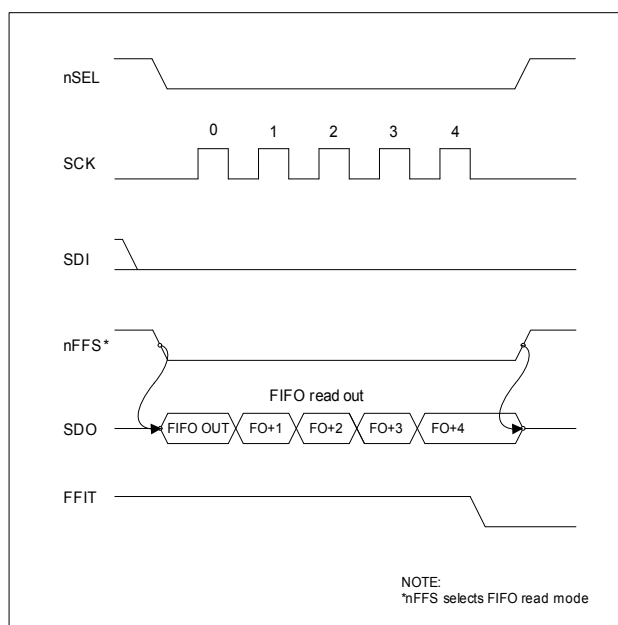 nSEL
0 1 2 3 4
SCK
SDI
nFFS*
FIFO read out
SDO FIFO OUT FO+1 FO+2 FO+3 FO+4
FFIT
NOTE:
*nFFS selects FIFO read mode